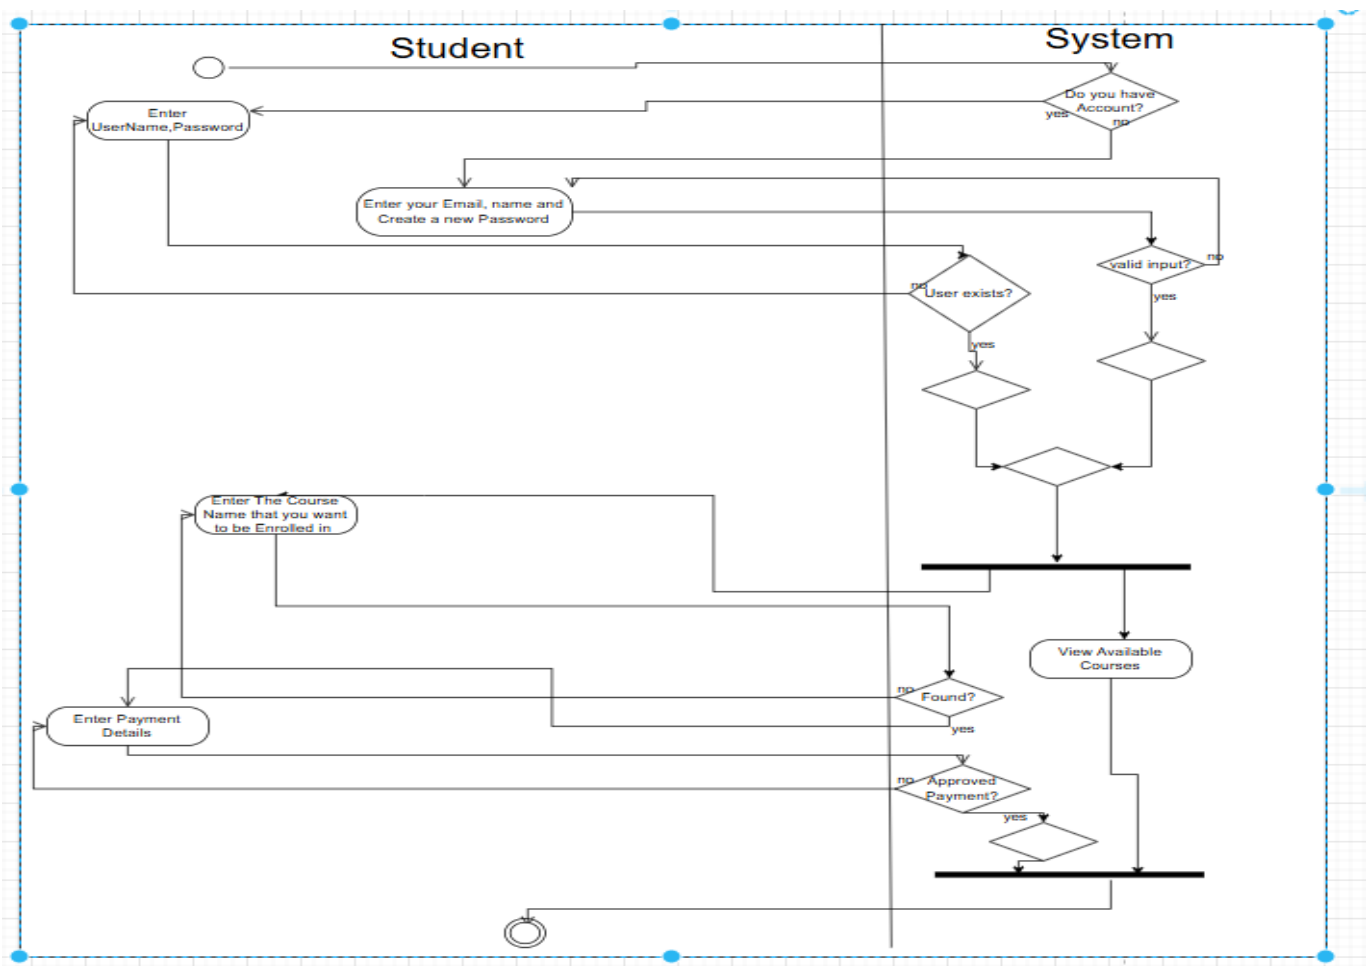 Student
System
Do you have
Account?
yes
no
Enter
UserName,Password
Enter your Email, name and
Create a new Password
valid input?
no
yes
User exists?
no
yes
Enter The Course
Name that you want
to be Enrolled in
View Available
Courses
Found?
no
yes
Enter Payment
Details
Approved
Payment?
no
yes